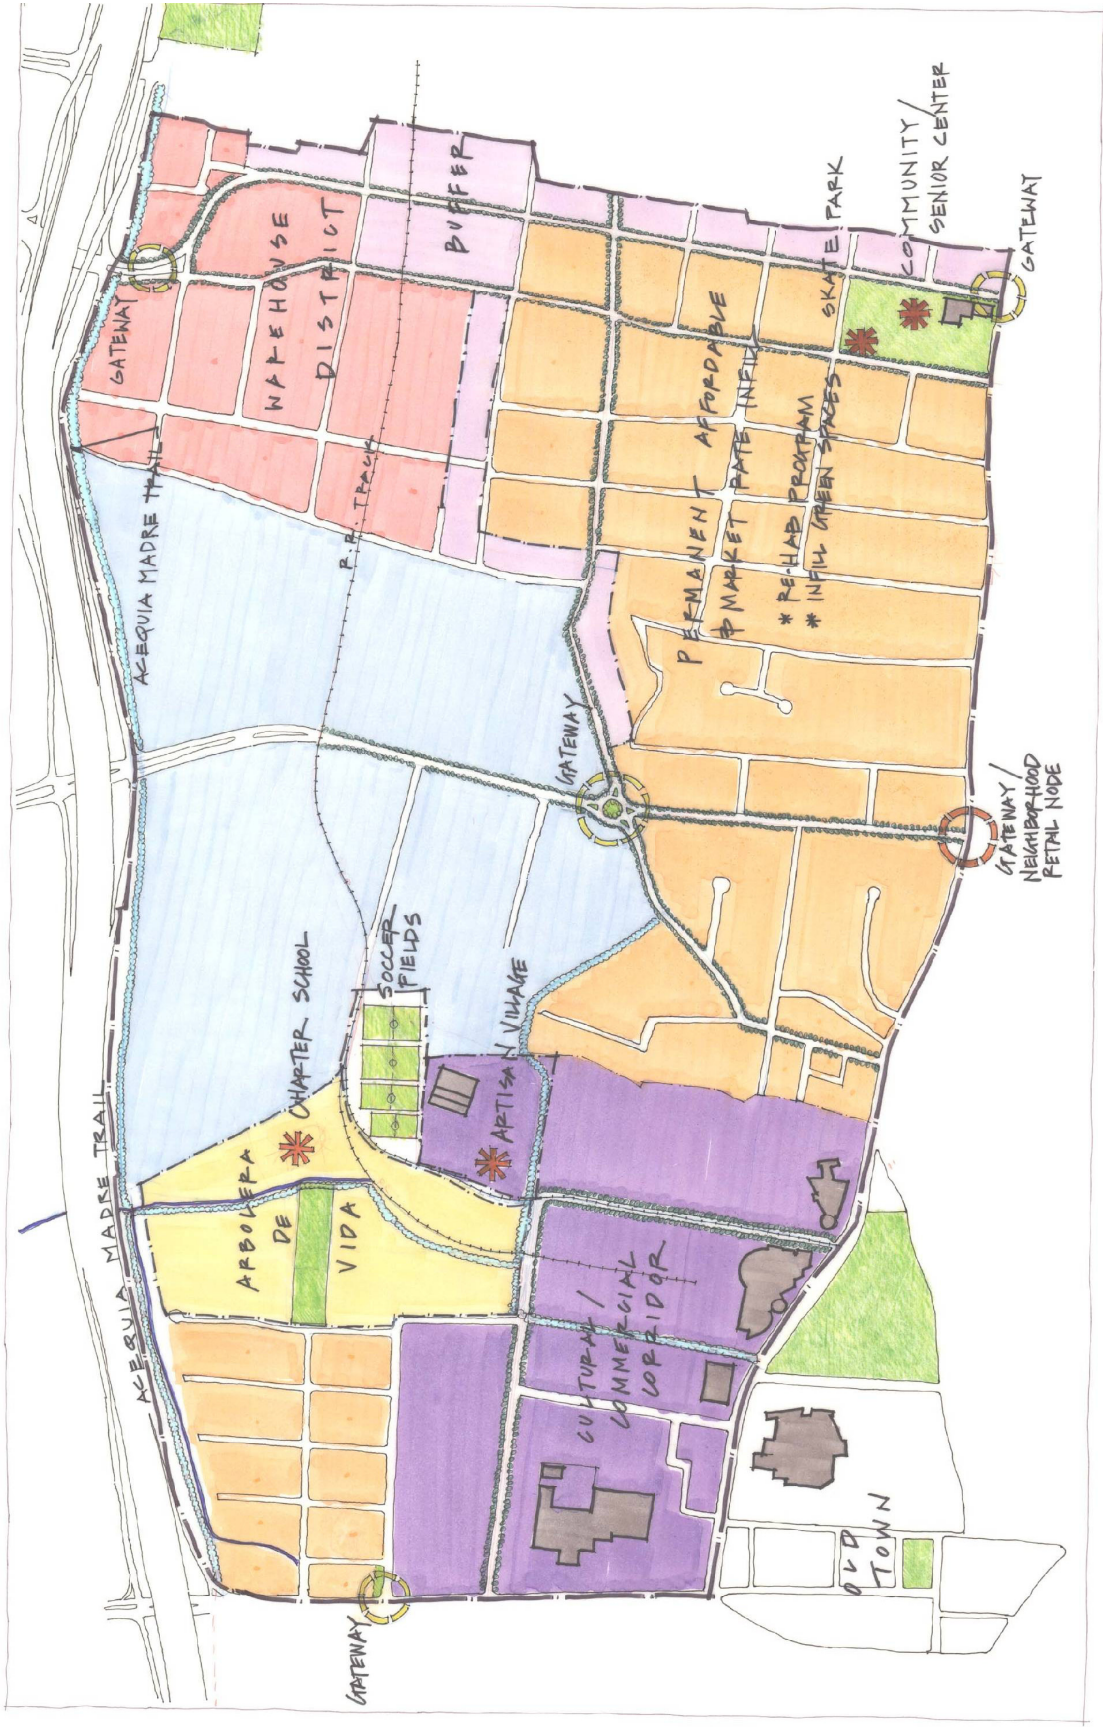 ACEQUIA MADRE TRAIL
ACEQUIA MADRE TRAIL
GATEWAY
WAREHOUSE
DISTRICT
BUFFER
R.R. TRACK
GATEWAY
ARBOLERA
DE
VIDA
CHARTER SCHOOL
SOCCER
FIELDS
ARTISAN VILLAGE
GATEWAY
CULTURAL/
COMMERCIAL
CORRIDOR
PERMANENT AFFORDABLE
& MARKET RATE INFILL
* RE-HAB PROGRAM
* INFILL GREEN SPACES
SKATE PARK
COMMUNITY/
SENIOR CENTER
GATEWAY
GATEWAY/
NEIGHBORHOOD
RETAIL NODE
OLD
TOWN